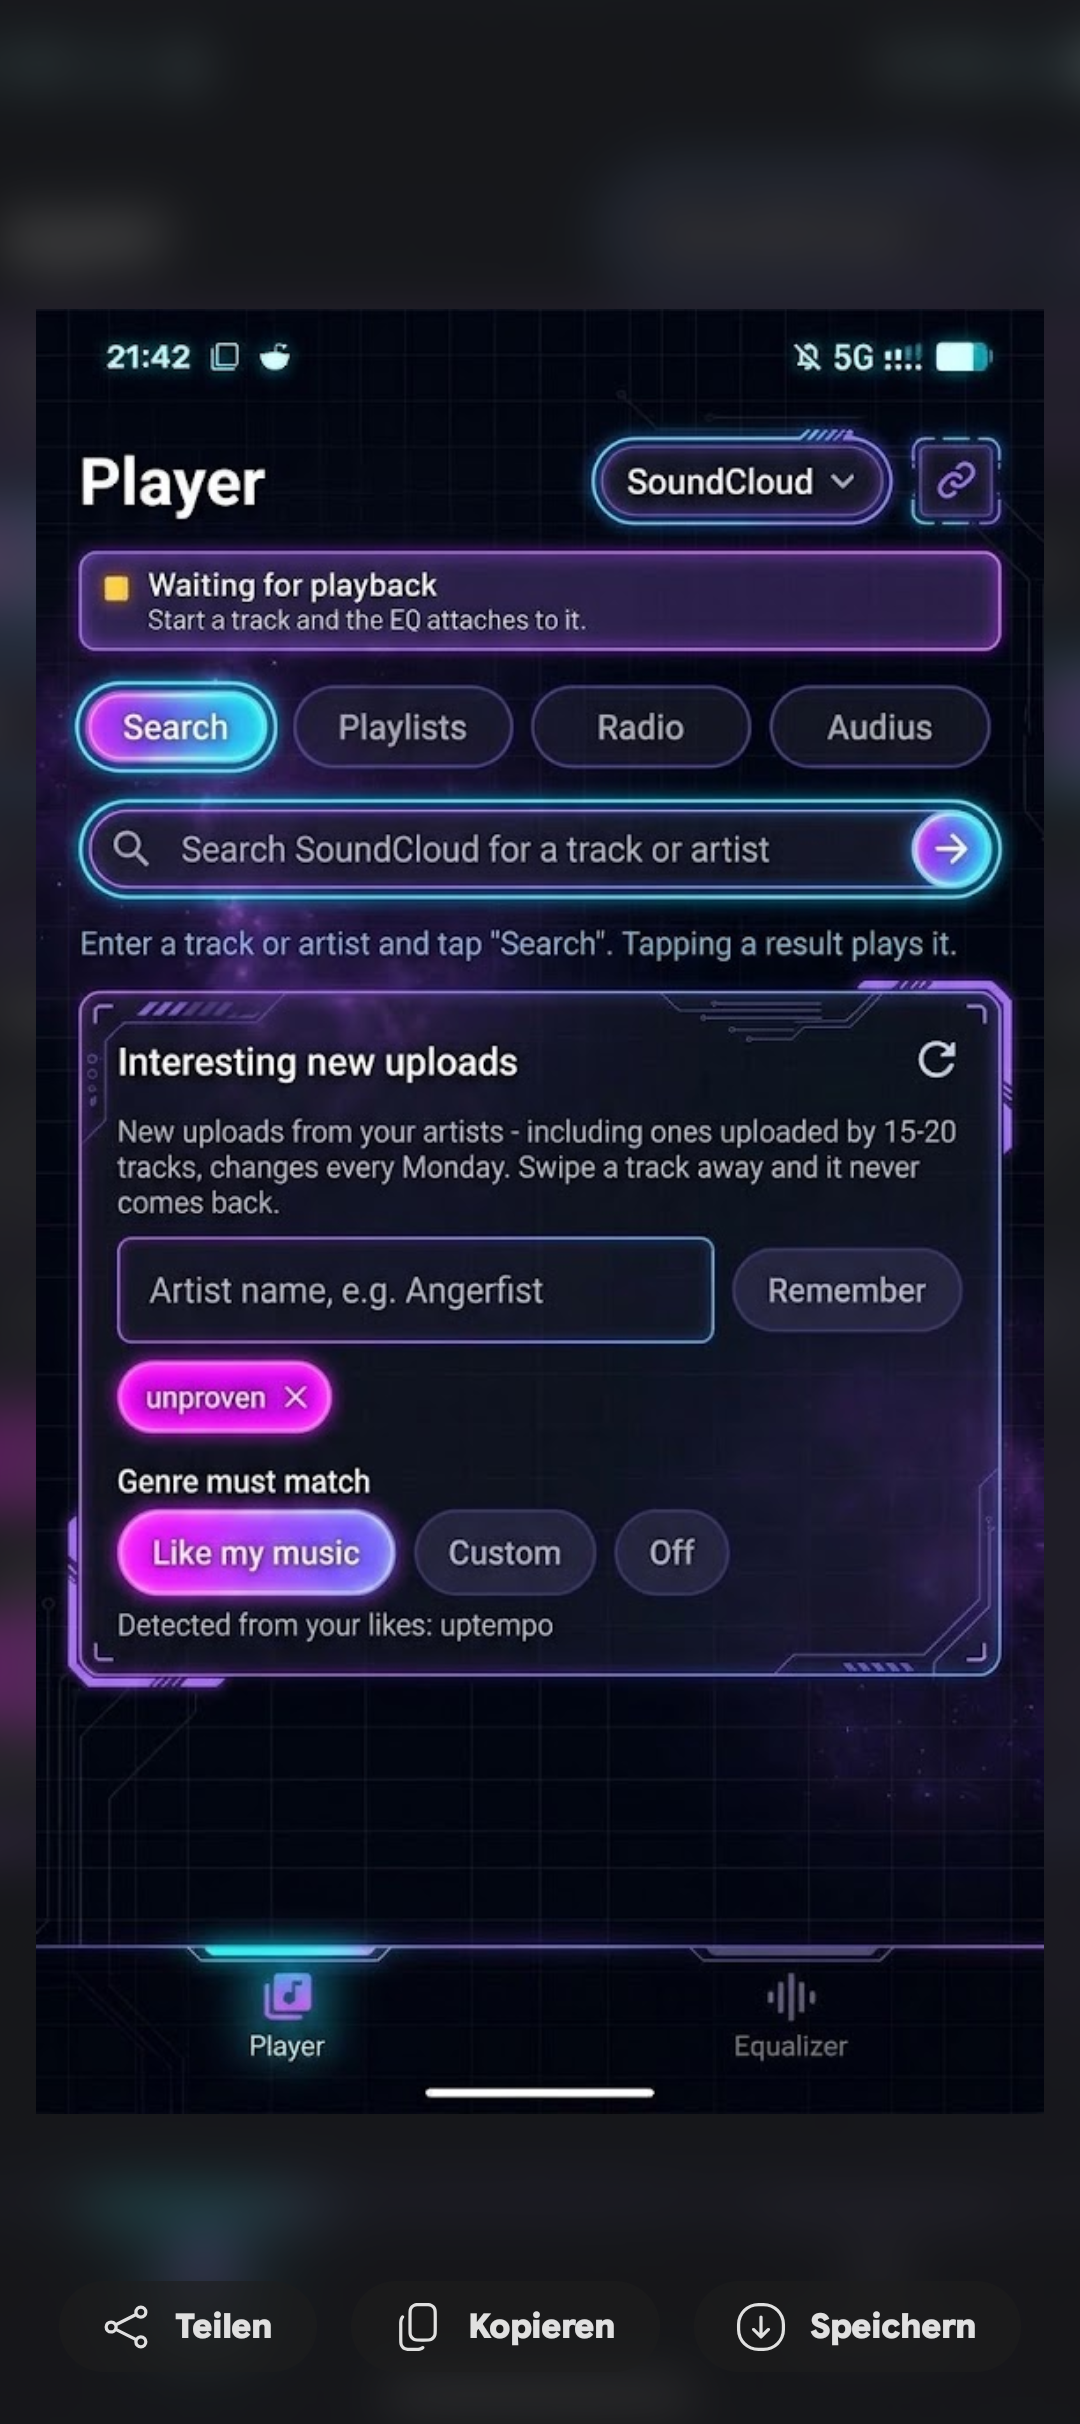 21:42
5G
Player
SoundCloud
Waiting for playback
Start a track and the EQ attaches to it.
Search
Playlists
Radio
Audius
Search SoundCloud for a track or artist
Enter a track or artist and tap "Search". Tapping a result plays it.
Interesting new uploads
New uploads from your artists - including ones uploaded by 15-20
tracks, changes every Monday. Swipe a track away and it never
comes back.
Artist name, e.g. Angerfist
Remember
unproven
Genre must match
Like my music
Custom
Off
Detected from your likes: uptempo
Player
Equalizer
Teilen
Kopieren
Speichern